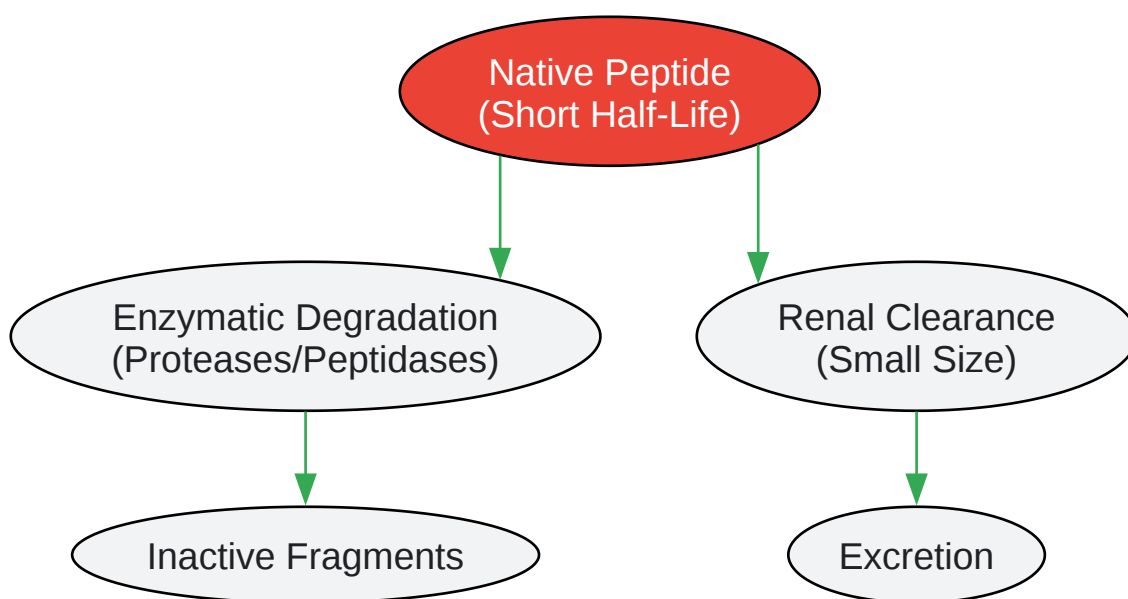 Native Peptide
(Short Half-Life)
Enzymatic Degradation
(Proteases/Peptidases)
Renal Clearance
(Small Size)
Inactive Fragments
Excretion